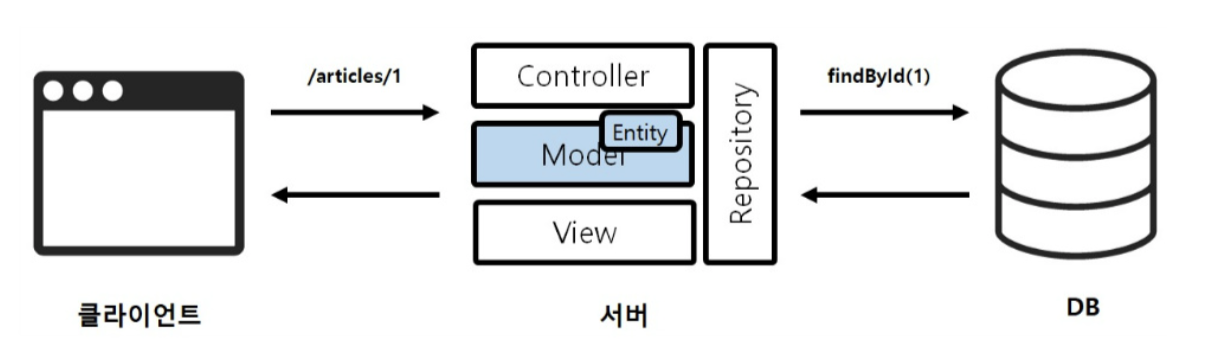 /articles/1
Controller
Entity
Model
View
Repository
findById(1)
클라이언트
서버
DB